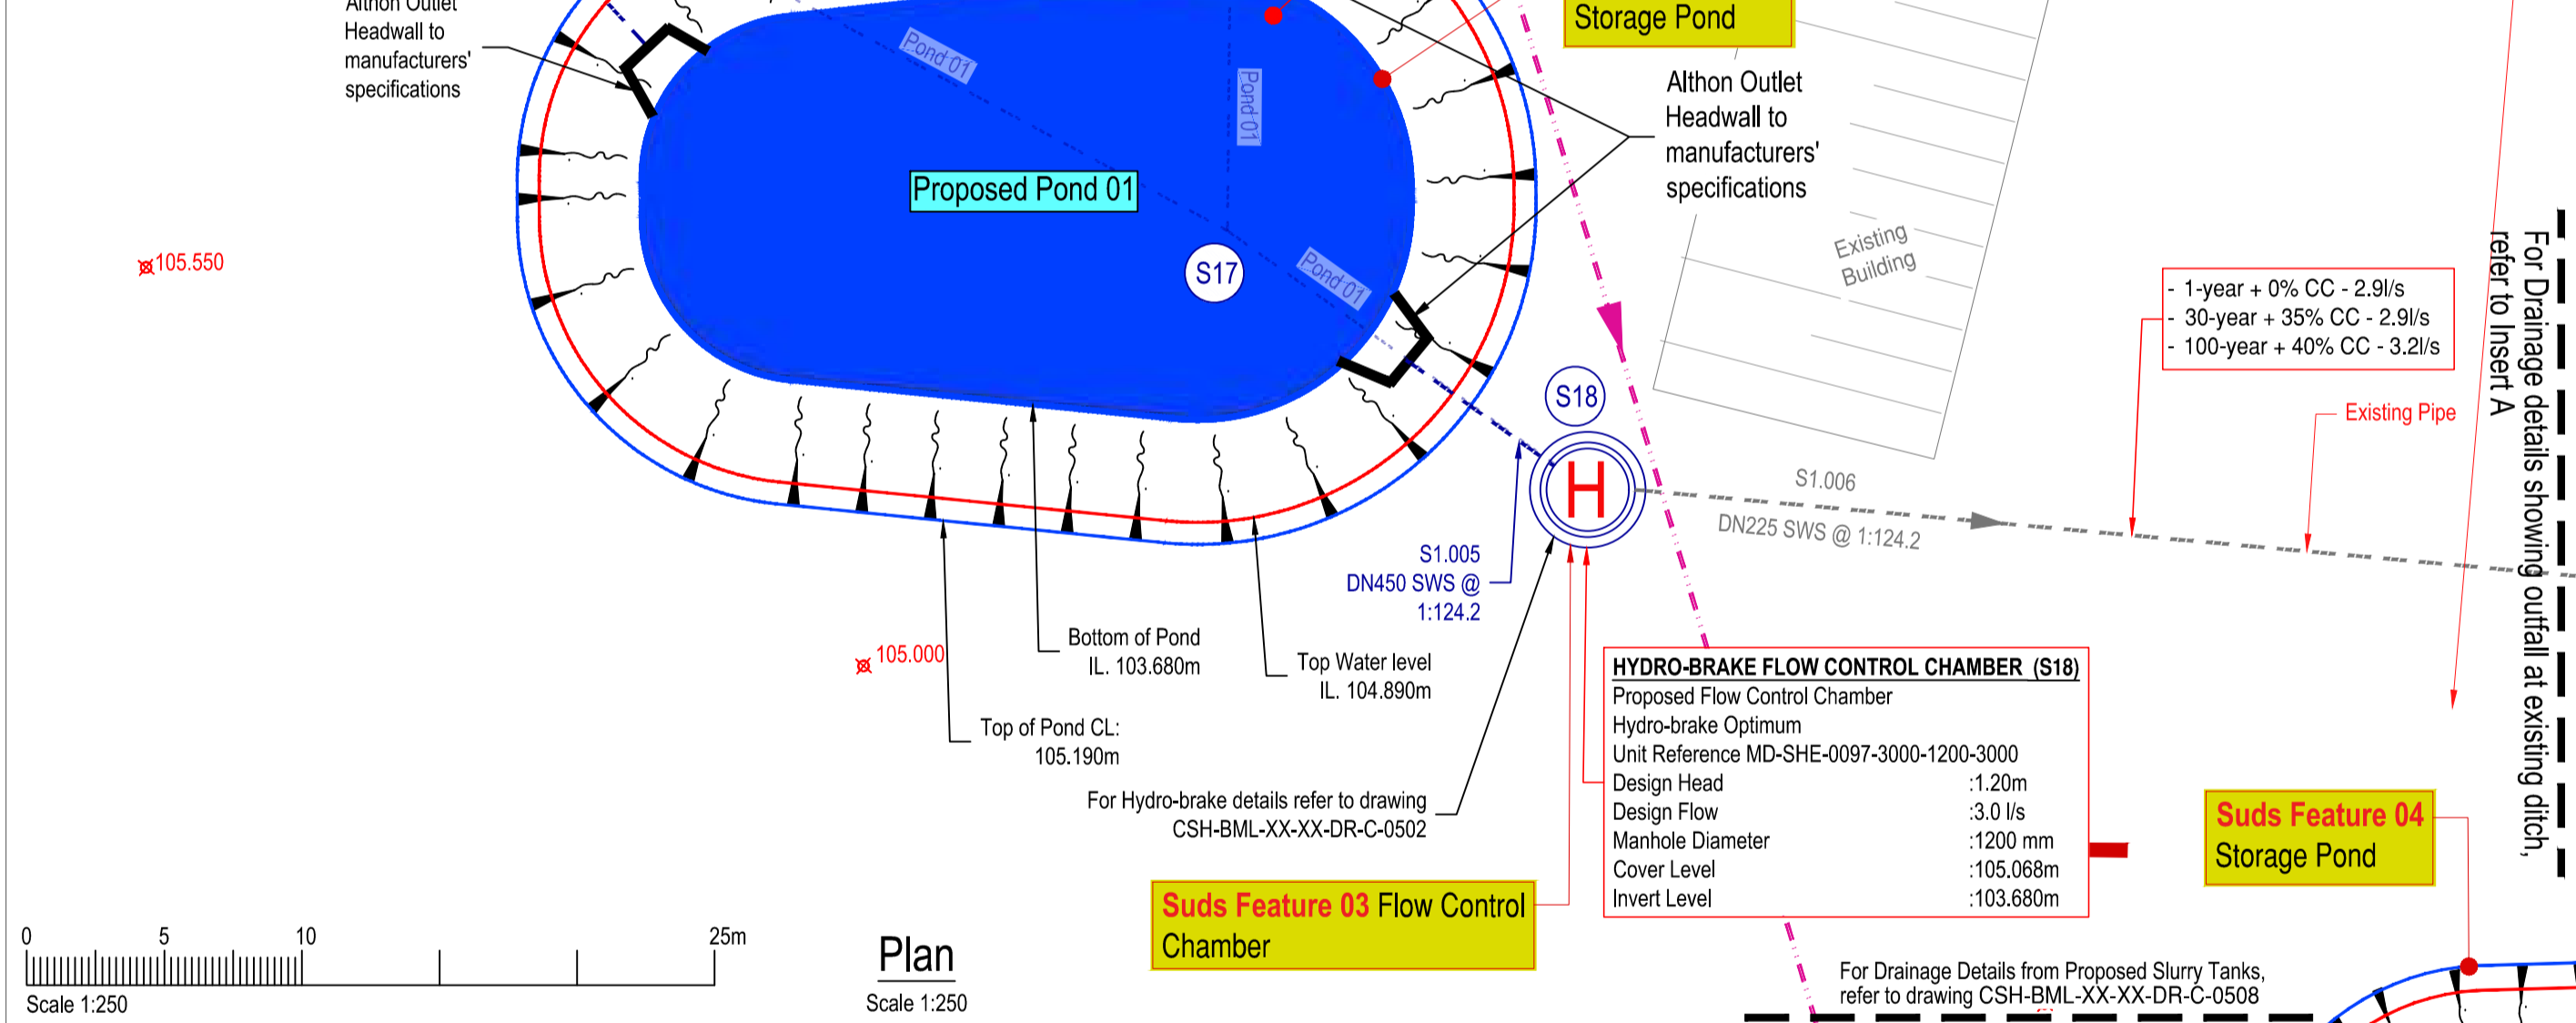 Althon Outlet
Headwall to
manufacturers'
specifications
Storage Pond
Althon Outlet
Headwall to
manufacturers'
specifications
Pond 01
Pond 01
Proposed Pond 01
S17
Pond 01
105.550
Existing
Building
- 1-year + 0% CC - 2.9l/s
- 30-year + 35% CC - 2.9l/s
- 100-year + 40% CC - 3.2l/s
Existing Pipe
For Drainage details showing outfall at existing ditch,
refer to Insert A
S18
H
S1.006
DN225 SWS @ 1:124.2
S1.005
DN450 SWS @
1:124.2
Bottom of Pond
IL. 103.680m
Top Water level
IL. 104.890m
105.000
Top of Pond CL:
105.190m
For Hydro-brake details refer to drawing
CSH-BML-XX-XX-DR-C-0502
HYDRO-BRAKE FLOW CONTROL CHAMBER (S18)
Proposed Flow Control Chamber
Hydro-brake Optimum
Unit Reference MD-SHE-0097-3000-1200-3000
Design Head :1.20m
Design Flow :3.0 l/s
Manhole Diameter :1200 mm
Cover Level :105.068m
Invert Level :103.680m
Suds Feature 04
Storage Pond
Suds Feature 03 Flow Control
Chamber
0 5 10 25m
Scale 1:250
Plan
Scale 1:250
For Drainage Details from Proposed Slurry Tanks,
refer to drawing CSH-BML-XX-XX-DR-C-0508